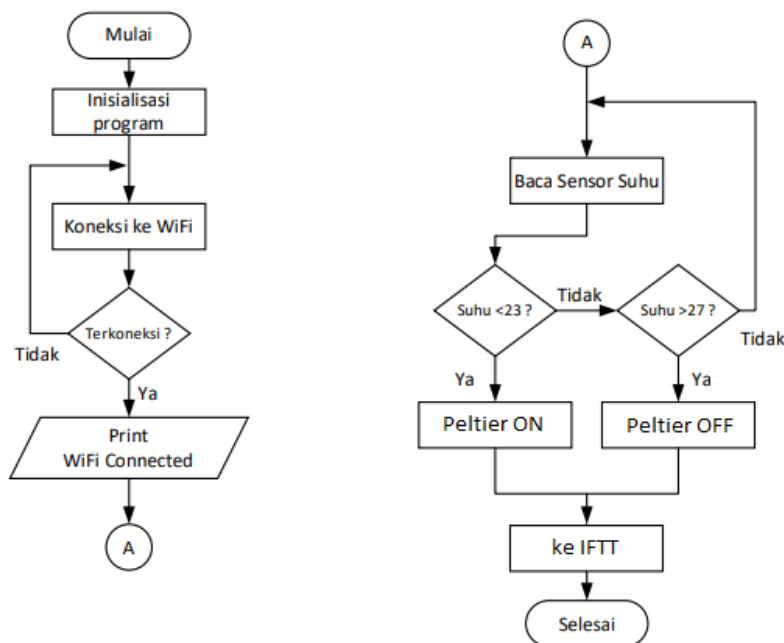 Mulai
Inisialisasi
program
Koneksi ke WiFi
Terkoneksi ?
Tidak
Ya
Print
WiFi Connected
A
A
Baca Sensor Suhu
Suhu <23 ?
Tidak
Suhu >27 ?
Tidak
Ya
Ya
Peltier ON
Peltier OFF
ke IFTT
Selesai